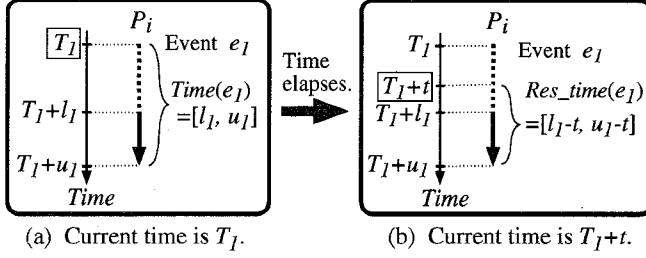 P_i
T_1
Event e_1
Time(e_1)
=[l_1, u_1]
T_1+l_1
T_1+u_1
Time
(a) Current time is T_1.
Time
elapses.
P_i
T_1
Event e_1
T_1+t
Res_time(e_1)
T_1+l_1
=[l_1-t, u_1-t]
T_1+u_1
Time
(b) Current time is T_1+t.